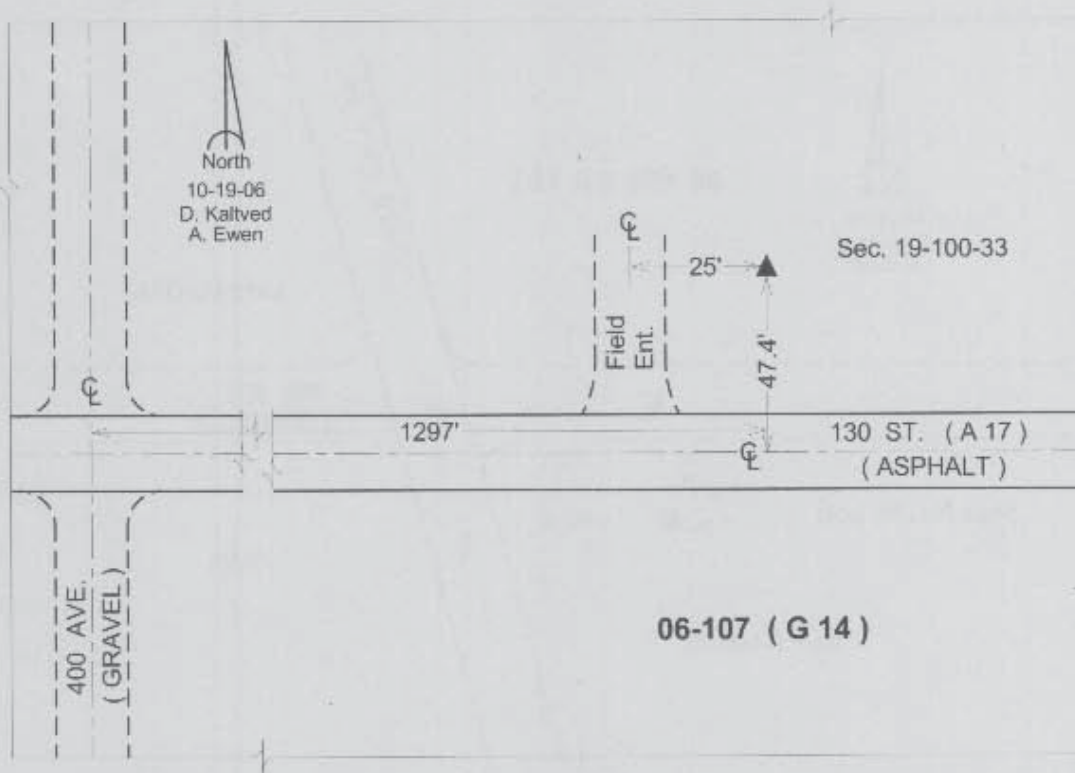 North
10-19-06
D. Kaltved
A. Ewen
℄
25'
Sec. 19-100-33
Field
Ent.
47.4'
℄
1297'
℄
130 ST. ( A 17 )
( ASPHALT )
400 AVE.
( GRAVEL )
06-107 ( G 14 )